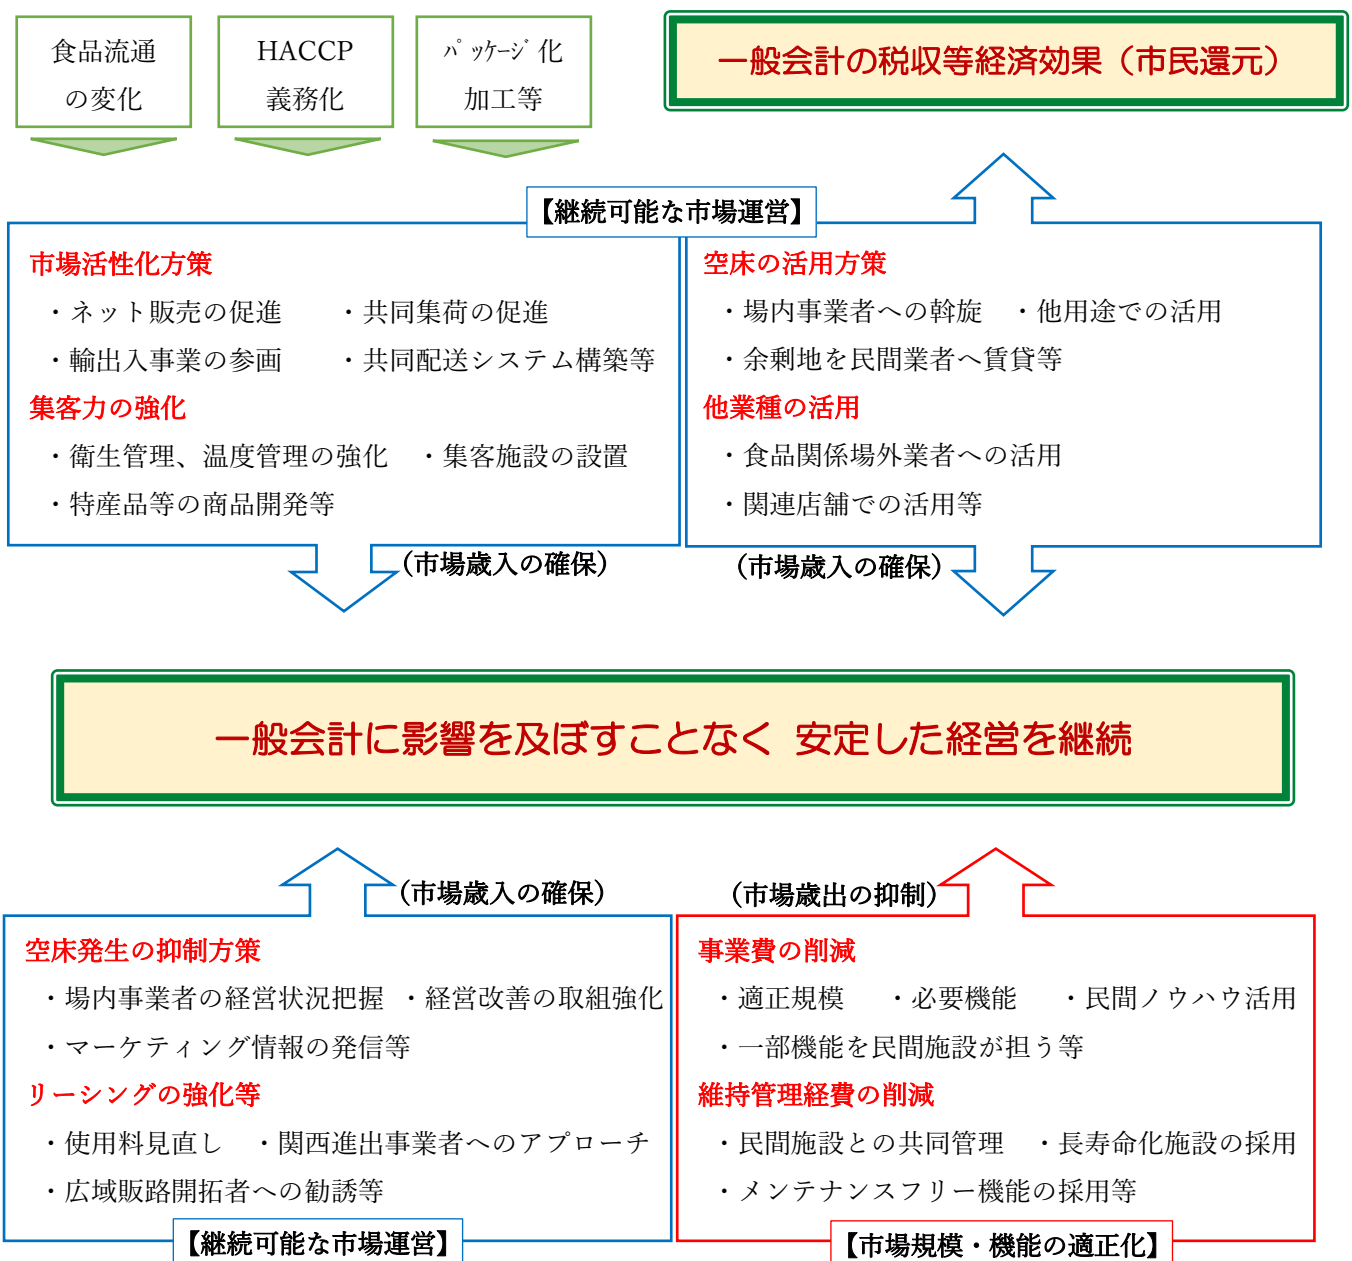 食品流通
の変化
HACCP
義務化
ﾊﾟｯｹｰｼﾞ化
加工等
一般会計の税収等経済効果（市民還元）
【継続可能な市場運営】
市場活性化方策
・ネット販売の促進　・共同集荷の促進
・輸出入事業の参画　・共同配送システム構築等
集客力の強化
・衛生管理、温度管理の強化　・集客施設の設置
・特産品等の商品開発等
空床の活用方策
・場内事業者への斡旋　・他用途での活用
・余剰地を民間業者へ賃貸等
他業種の活用
・食品関係場外業者への活用
・関連店舗での活用等
（市場歳入の確保）
（市場歳入の確保）
一般会計に影響を及ぼすことなく 安定した経営を継続
（市場歳入の確保）
（市場歳出の抑制）
空床発生の抑制方策
・場内事業者の経営状況把握　・経営改善の取組強化
・マーケティング情報の発信等
リーシングの強化等
・使用料見直し　・関西進出事業者へのアプローチ
・広域販路開拓者への勧誘等
【継続可能な市場運営】
事業費の削減
・適正規模　・必要機能　・民間ノウハウ活用
・一部機能を民間施設が担う等
維持管理経費の削減
・民間施設との共同管理　・長寿命化施設の採用
・メンテナンスフリー機能の採用等
【市場規模・機能の適正化】